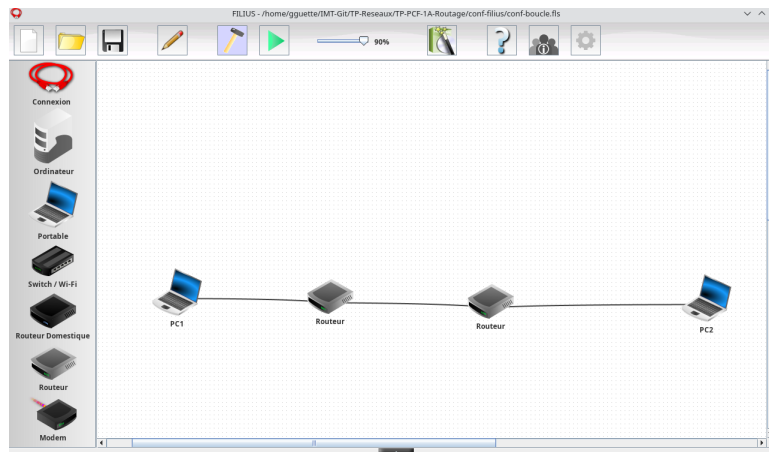 FILIUS - /home/gguette/IMT-Git/TP-Reseaux/TP-PCF-1A-Routage/conf-filius/conf-boucle.fls
90%
Connexion
Ordinateur
Portable
Switch / Wi-Fi
Routeur Domestique
Routeur
Modem
PC1
Routeur
Routeur
PC2